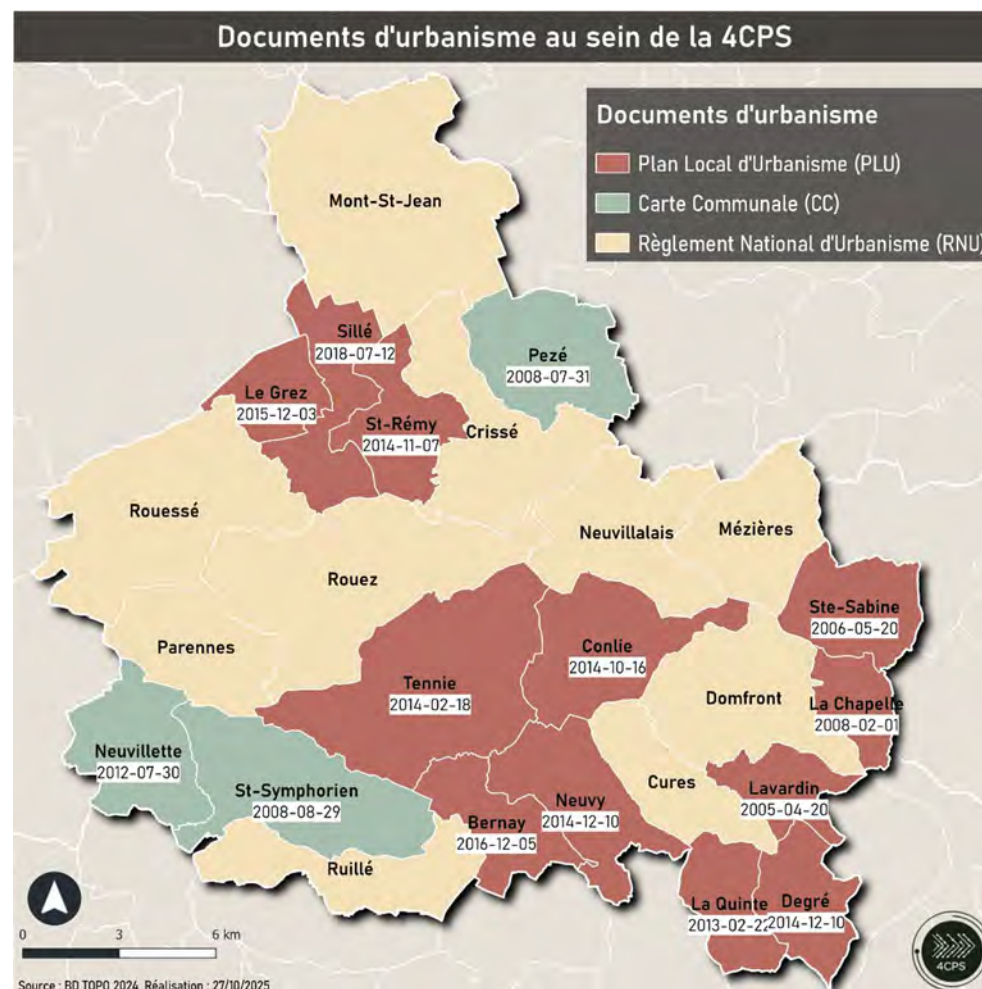 Documents d'urbanisme au sein de la 4CPS
Documents d'urbanisme
Plan Local d'Urbanisme (PLU)
Carte Communale (CC)
Règlement National d'Urbanisme (RNU)
Mont-St-Jean
Sillé
2018-07-12
Pezé
2008-07-31
Le Grez
2015-12-03
St-Rémy
2014-11-07
Crissé
Rouessé
Neuvillalais
Mézières
Rouez
Ste-Sabine
2006-05-20
Parennes
Conlie
2014-10-16
Tennie
2014-02-18
Domfront
La Chapelle
2008-02-01
Neuvillette
2012-07-30
St-Symphorien
2008-08-29
Cures
Lavardin
2005-04-20
Neuvy
2014-12-10
Bernay
2016-12-05
Ruillé
La Quinte
2013-02-22
Degré
2014-12-10
0 3 6 km
4CPS
Source : BD TOPO 2024, Réalisation : 27/10/2025